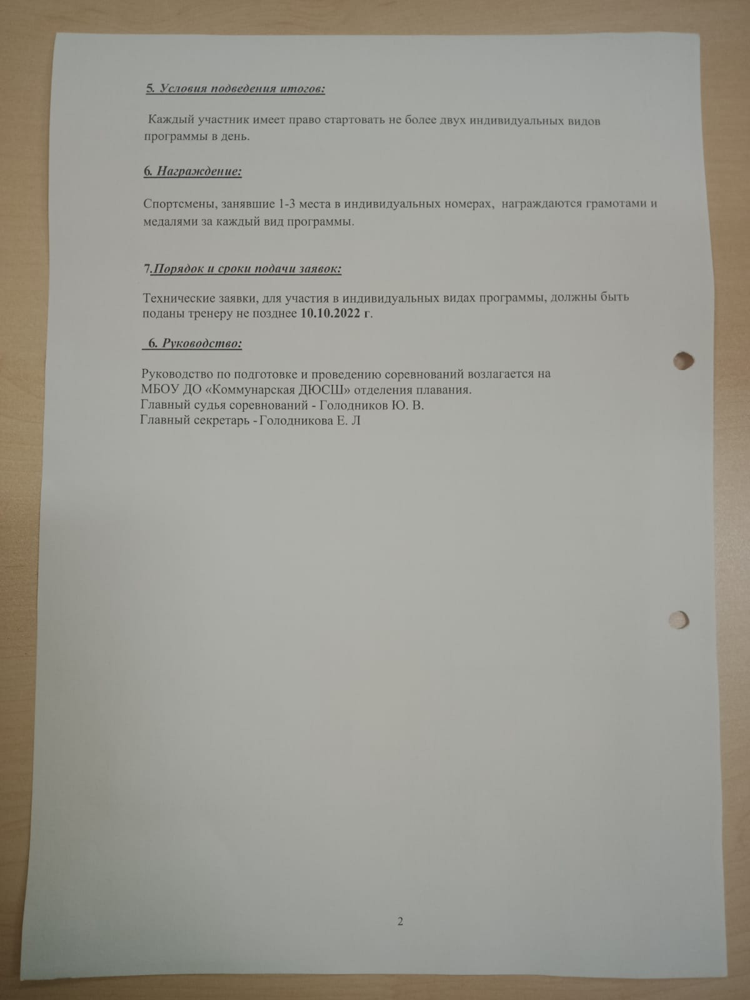 5. Условия подведения итогов:
Каждый участник имеет право стартовать не более двух индивидуальных видов
программы в день.
6. Награждение:
Спортсмены, занявшие 1-3 места в индивидуальных номерах, награждаются грамотами и
медалями за каждый вид программы.
7.Порядок и сроки подачи заявок:
Технические заявки, для участия в индивидуальных видах программы, должны быть
поданы тренеру не позднее 10.10.2022 г.
6. Руководство:
Руководство по подготовке и проведению соревнований возлагается на
МБОУ ДО «Коммунарская ДЮСШ» отделения плавания.
Главный судья соревнований - Голодников Ю. В.
Главный секретарь - Голодникова Е. Л
2